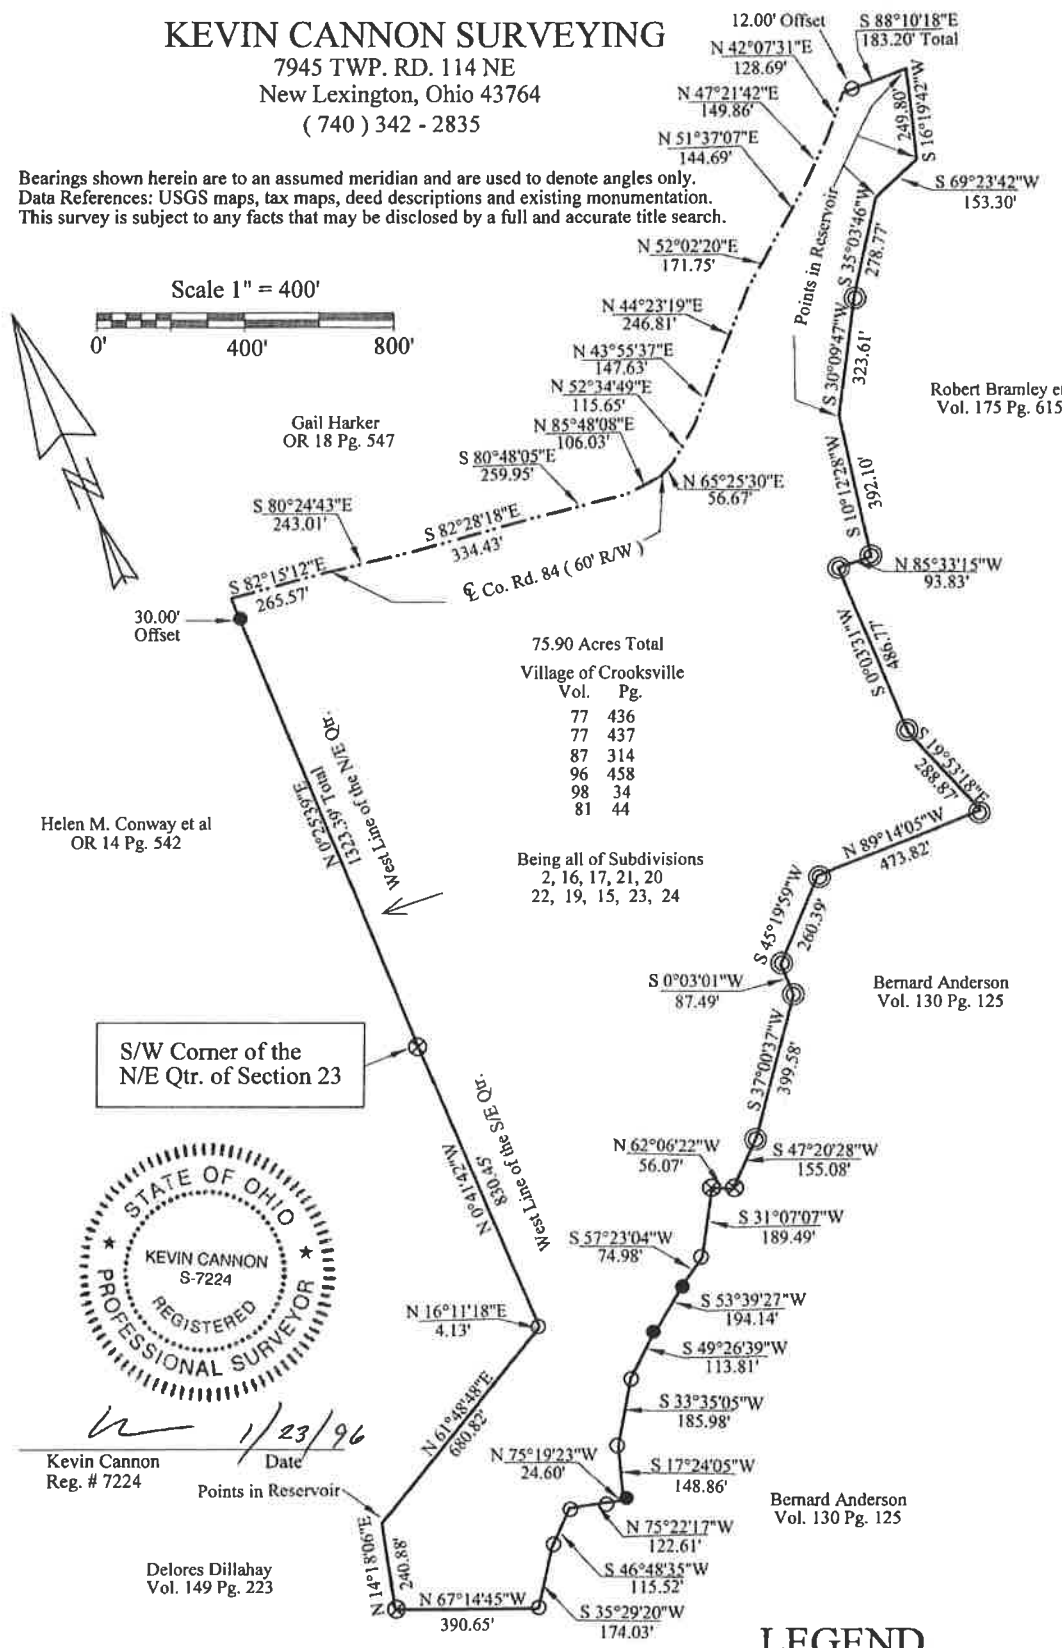 KEVIN CANNON SURVEYING
7945 TWP. RD. 114 NE
New Lexington, Ohio 43764
( 740 ) 342 - 2835
Bearings shown herein are to an assumed meridian and are used to denote angles only.
Data References: USGS maps, tax maps, deed descriptions and existing monumentation.
This survey is subject to any facts that may be disclosed by a full and accurate title search.
Scale 1" = 400'
0' 400' 800'
12.00' Offset
S 88°10'18"E
183.20' Total
N 42°07'31"E
128.69'
N 47°21'42"E
149.86'
S 16°19'42"W
249.80'
N 51°37'07"E
144.69'
S 69°23'42"W
153.30'
S 35°03'46"W
278.77'
Points in Reservoir
N 52°02'20"E
171.75'
N 44°23'19"E
246.81'
S 30°09'47"W
323.61'
N 43°55'37"E
147.63'
N 52°34'49"E
115.65'
Robert Bramley e
Vol. 175 Pg. 615
Gail Harker
OR 18 Pg. 547
N 85°48'08"E
106.03'
S 80°48'05"E
259.95'
N 65°25'30"E
56.67'
S 10°12'28"W
392.10'
S 80°24'43"E
243.01'
S 82°28'18"E
334.43'
S 82°15'12"E
265.57'
℄ Co. Rd. 84 ( 60' R/W )
N 85°33'15"W
93.83'
30.00'
Offset
S 0°03'31"W
486.77'
75.90 Acres Total
Village of Crooksville
Vol. Pg.
77 436
77 437
87 314
96 458
98 34
81 44
S 19°53'18"E
288.87'
N 0°25'39"E
1323.39' Total
West Line of the N/E Qtr.
Helen M. Conway et al
OR 14 Pg. 542
N 89°14'05"W
473.82'
Being all of Subdivisions
2, 16, 17, 21, 20
22, 19, 15, 23, 24
S 45°19'59"W
260.39'
S 0°03'01"W
87.49'
Bernard Anderson
Vol. 130 Pg. 125
S/W Corner of the
N/E Qtr. of Section 23
S 37°00'37"W
399.58'
N 0°41'42"W
830.45'
West Line of the S/E Qtr.
N 62°06'22"W
56.07'
S 47°20'28"W
155.08'
STATE OF OHIO
KEVIN CANNON
S-7224
REGISTERED
PROFESSIONAL SURVEYOR
S 31°07'07"W
189.49'
S 57°23'04"W
74.98'
N 16°11'18"E
4.13'
S 53°39'27"W
194.14'
S 49°26'39"W
113.81'
N 61°48'48"E
680.82'
S 33°35'05"W
185.98'
1/23/96
Kevin Cannon Date
Reg. # 7224
Points in Reservoir
N 75°19'23"W
24.60'
S 17°24'05"W
148.86'
N 75°22'17"W
122.61'
Bernard Anderson
Vol. 130 Pg. 125
N 14°18'06"E
240.88'
Delores Dillahay
Vol. 149 Pg. 223
S 46°48'35"W
115.52'
N 67°14'45"W
390.65'
S 35°29'20"W
174.03'
LEGEND